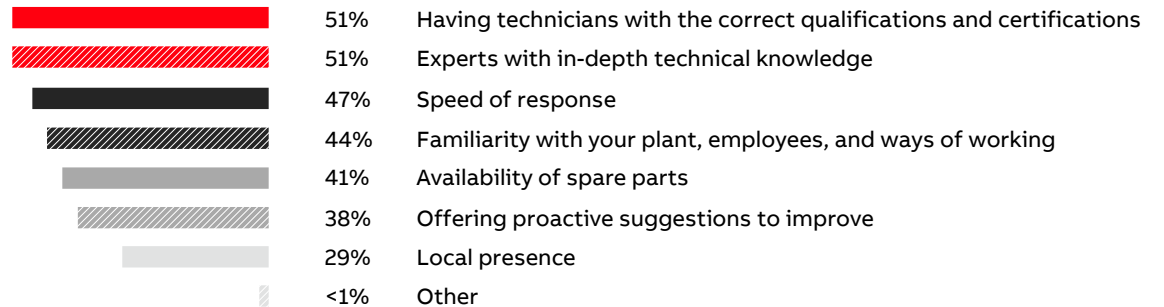 51% Having technicians with the correct qualifications and certifications
51% Experts with in-depth technical knowledge
47% Speed of response
44% Familiarity with your plant, employees, and ways of working
41% Availability of spare parts
38% Offering proactive suggestions to improve
29% Local presence
<1% Other